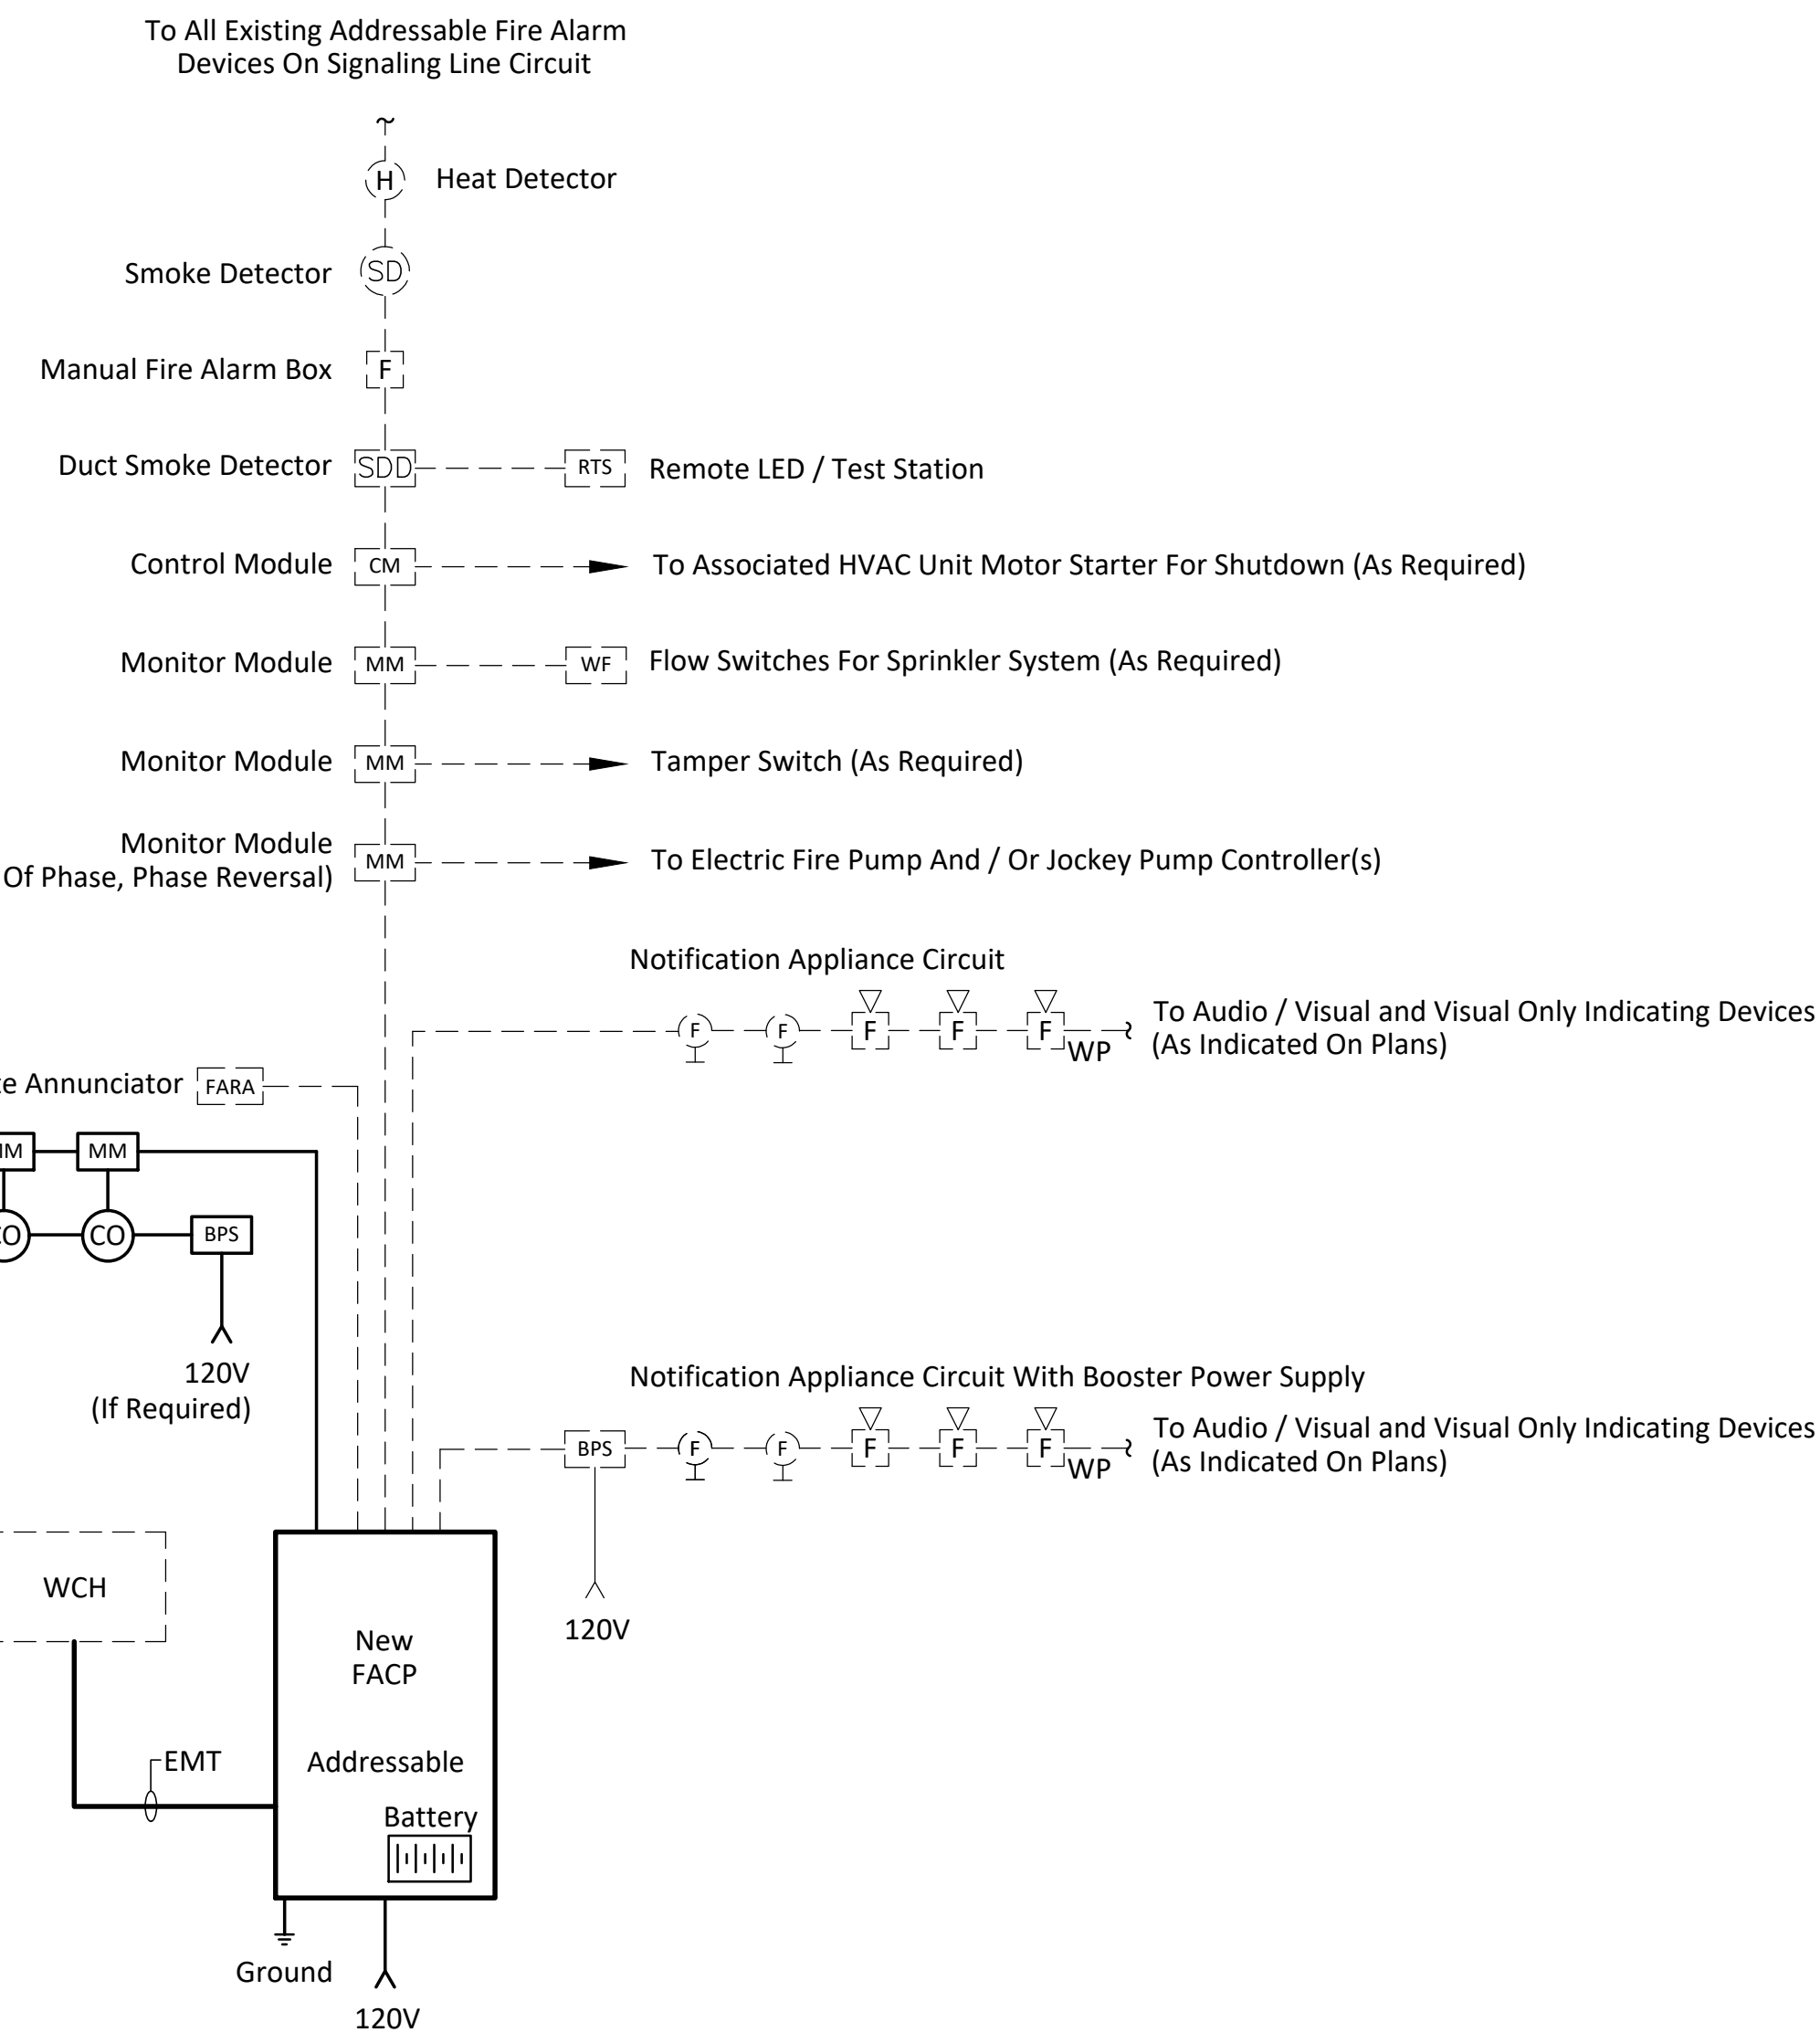 To All Existing Addressable Fire Alarm
Devices On Signaling Line Circuit
H Heat Detector
Smoke Detector SD
Manual Fire Alarm Box F
Duct Smoke Detector SDD RTS Remote LED / Test Station
Control Module CM To Associated HVAC Unit Motor Starter For Shutdown (As Required)
Monitor Module MM WF Flow Switches For Sprinkler System (As Required)
Monitor Module MM Tamper Switch (As Required)
Monitor Module
Of Phase, Phase Reversal) MM To Electric Fire Pump And / Or Jockey Pump Controller(s)
Notification Appliance Circuit
F F F F F WP
To Audio / Visual and Visual Only Indicating Devices
(As Indicated On Plans)
Annunciator FARA
MM
CO BPS
120V
(If Required)
Notification Appliance Circuit With Booster Power Supply
BPS F F F F F WP
To Audio / Visual and Visual Only Indicating Devices
(As Indicated On Plans)
120V
WCH
New
FACP
EMT
Addressable
Battery
Ground
120V